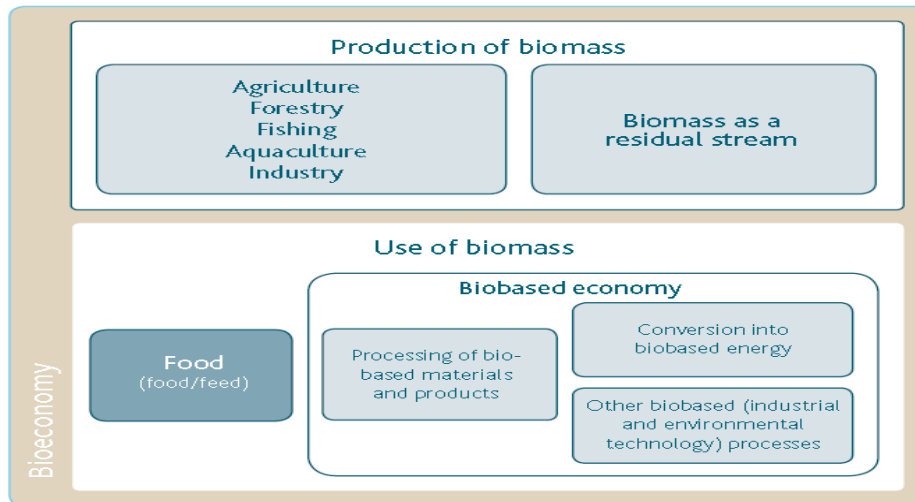 Production of biomass
Agriculture
Forestry
Fishing
Aquaculture
Industry
Biomass as a
residual stream
Use of biomass
Biobased economy
Food
(food/feed)
Processing of bio-
based materials
and products
Conversion into
biobased energy
Other biobased (industrial
and environmental
technology) processes
Bioeconomy